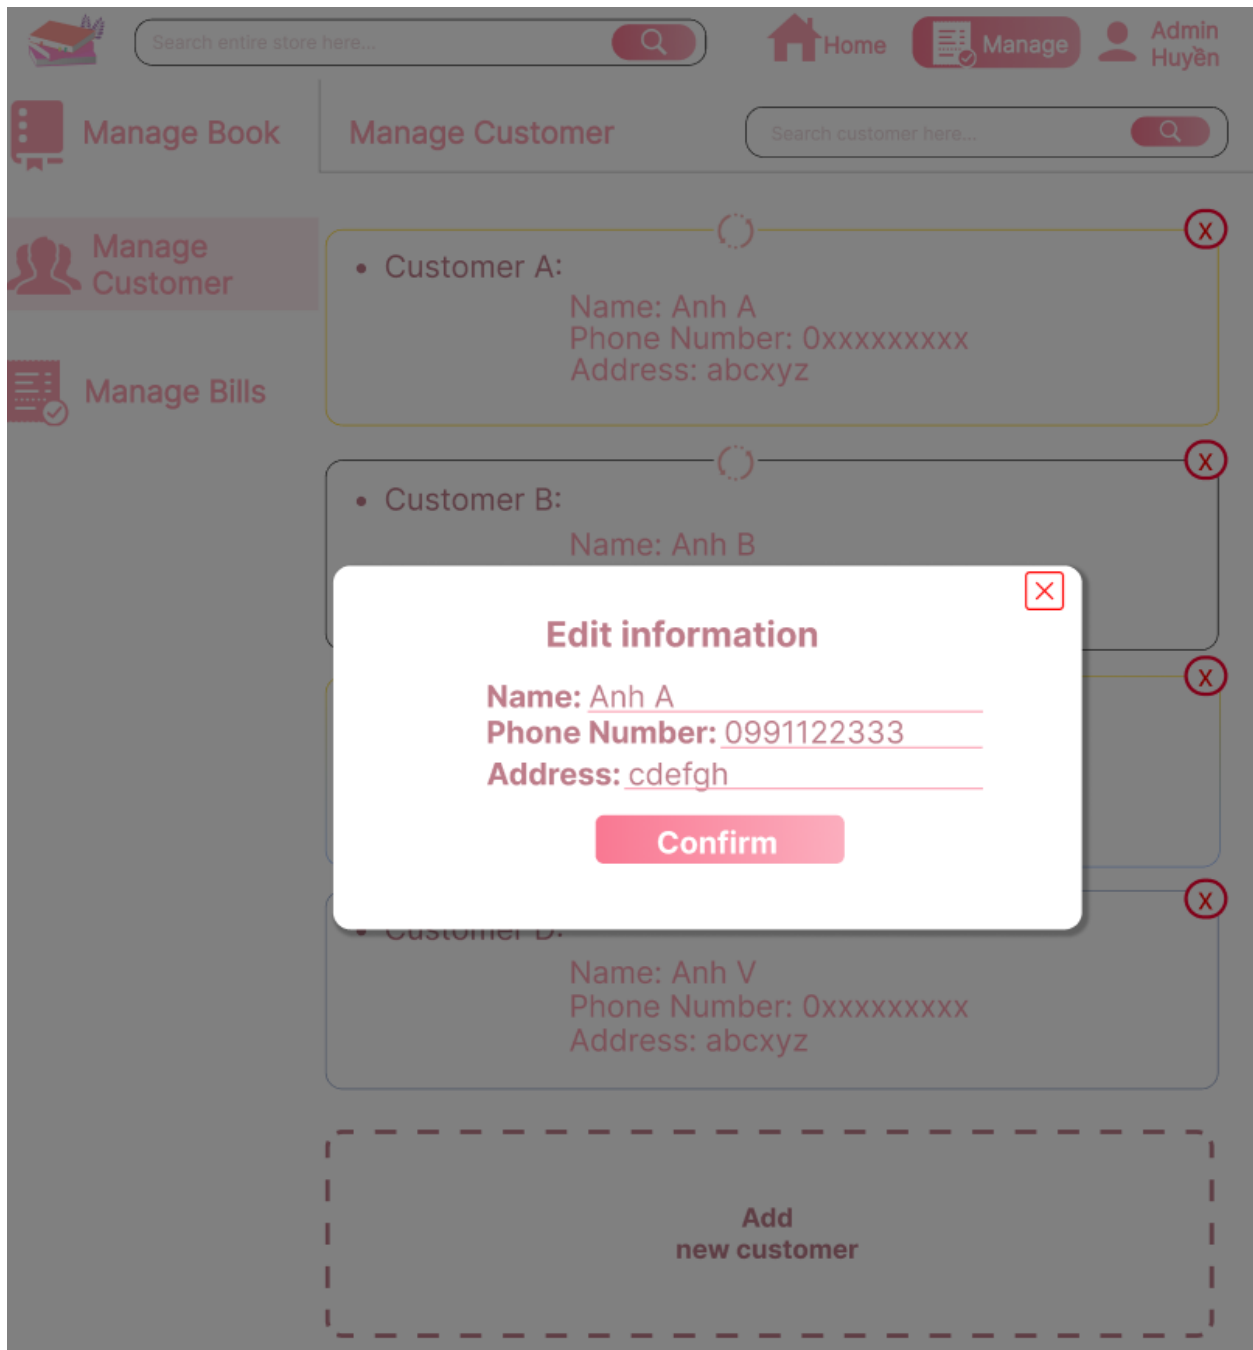 Search entire store here...
Home
Manage
Admin
Huyền
Manage Book
Manage Customer
Search customer here...
Manage
Customer
Manage Bills
X
• Customer A:
Name: Anh A
Phone Number: 0xxxxxxxxx
Address: abcxyz
X
• Customer B:
Name: Anh B
Edit information
Name: Anh A
Phone Number: 0991122333
Address: cdefgh
Confirm
X
X
• Customer D:
Name: Anh V
Phone Number: 0xxxxxxxxx
Address: abcxyz
Add
new customer